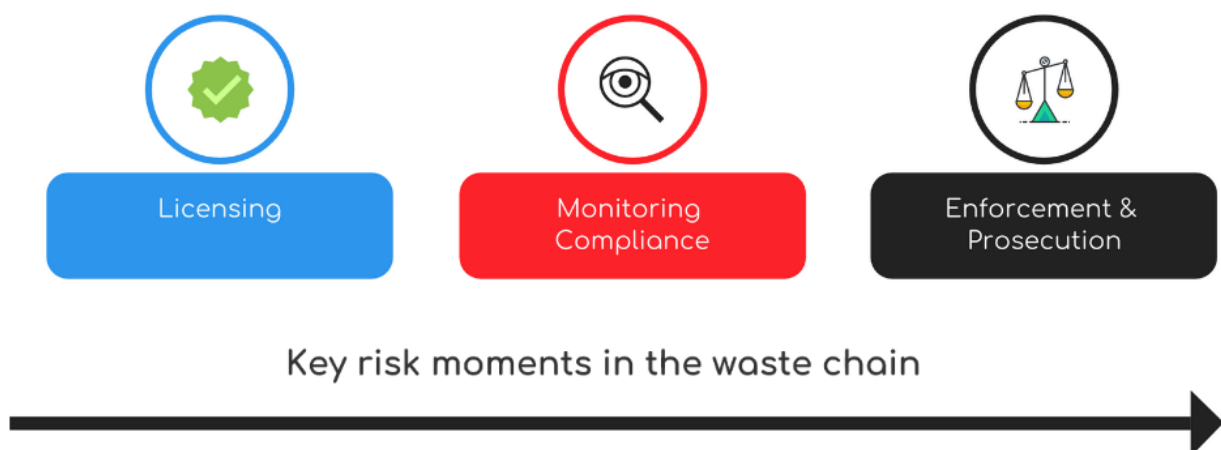 Licensing
Monitoring
Compliance
Enforcement &
Prosecution
Key risk moments in the waste chain